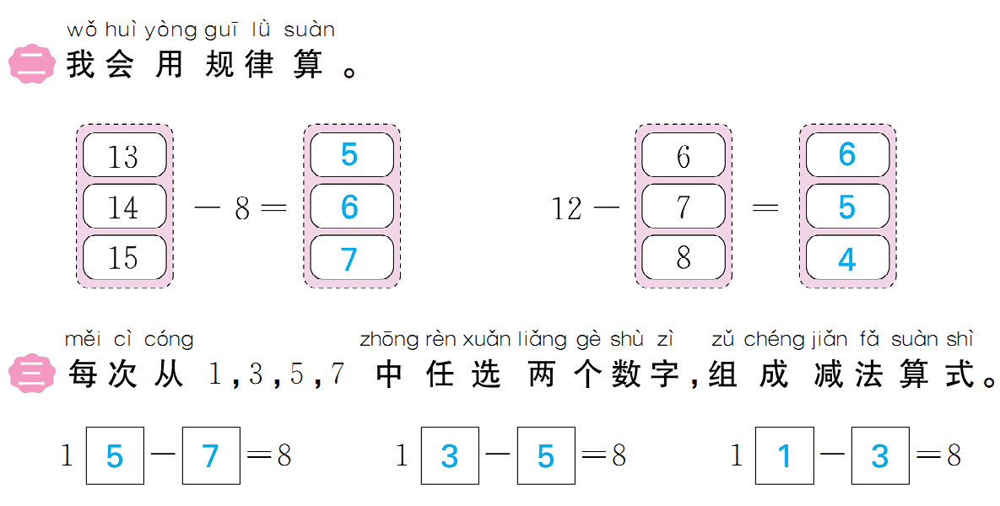 wǒ huì yòng guī lǜ suàn
二 我会用规律算。
13 6 6
5
14 - 8 = 6 12 - 7 = 5
15 7 8 4
měi cì cóng zhōng rèn xuǎn liǎng gè shù zì zǔ chéng jiǎn fǎ suàn shì
三 每次从 1,3,5,7 中任选两个数字,组成减法算式。
1 5 - 7 = 8 1 3 - 5 = 8 1 1 - 3 = 8